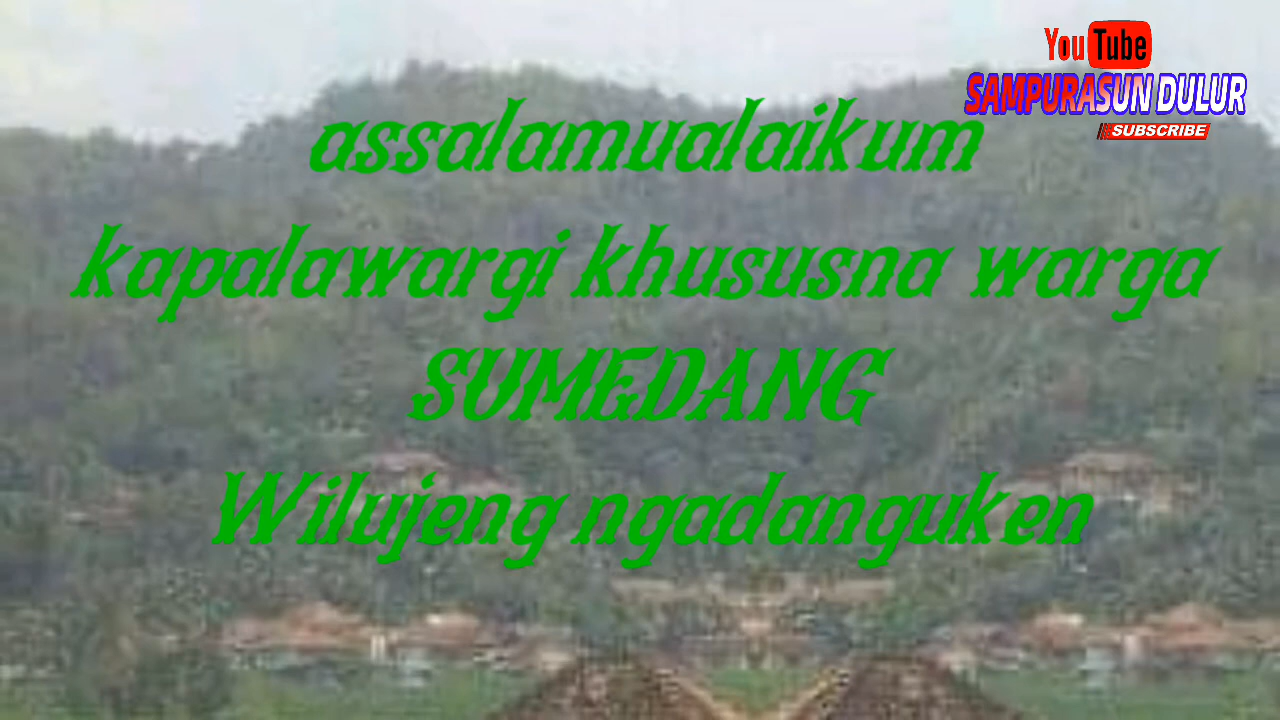 YouTube
SAMPURASUN DULUR
SUBSCRIBE
assalamualaikum
kapalawargi khususna warga
SUMEDANG
Wilujeng ngadanguken